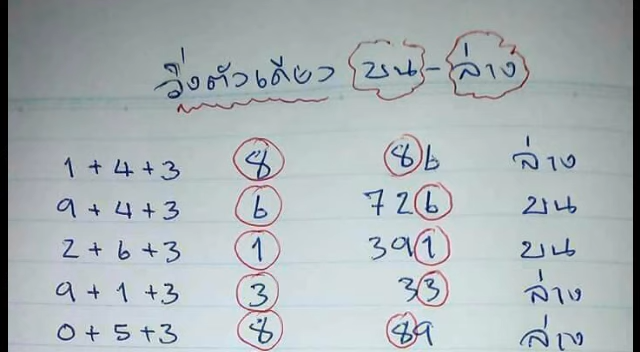 วิ่งตัวเดียว บน-ล่าง
1 + 4 + 3 8 86 ล่าง
9 + 4 + 3 6 726 บน
2 + 6 + 3 1 391 บน
9 + 1 + 3 3 33 ล่าง
0 + 5 + 3 8 89 ล่าง